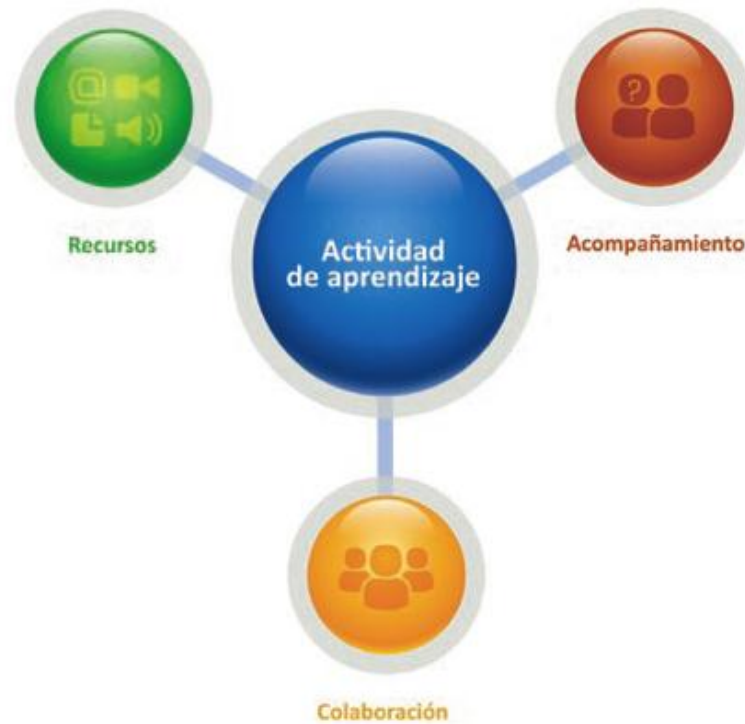 Recursos
Acompañamiento
Actividad
de aprendizaje
Colaboración